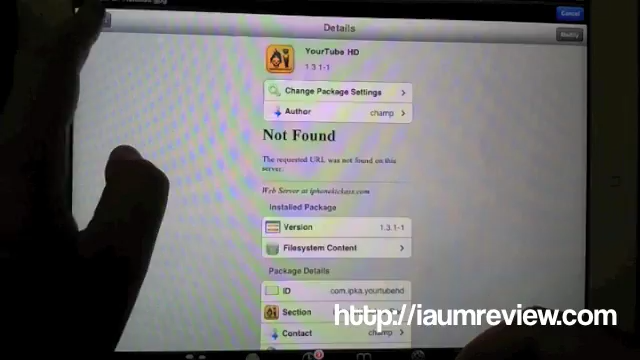 Cancel
Details
Modify
YourTube HD
1.3.1-1
Change Package Settings
Author champ
Not Found
The requested URL was not found on this
server.
Web Server at iphonekickass.com
Installed Package
Version 1.3.1-1
Filesystem Content
Package Details
ID com.ipka.yourtubehd
Section
http://iaumreview.com
Contact champ